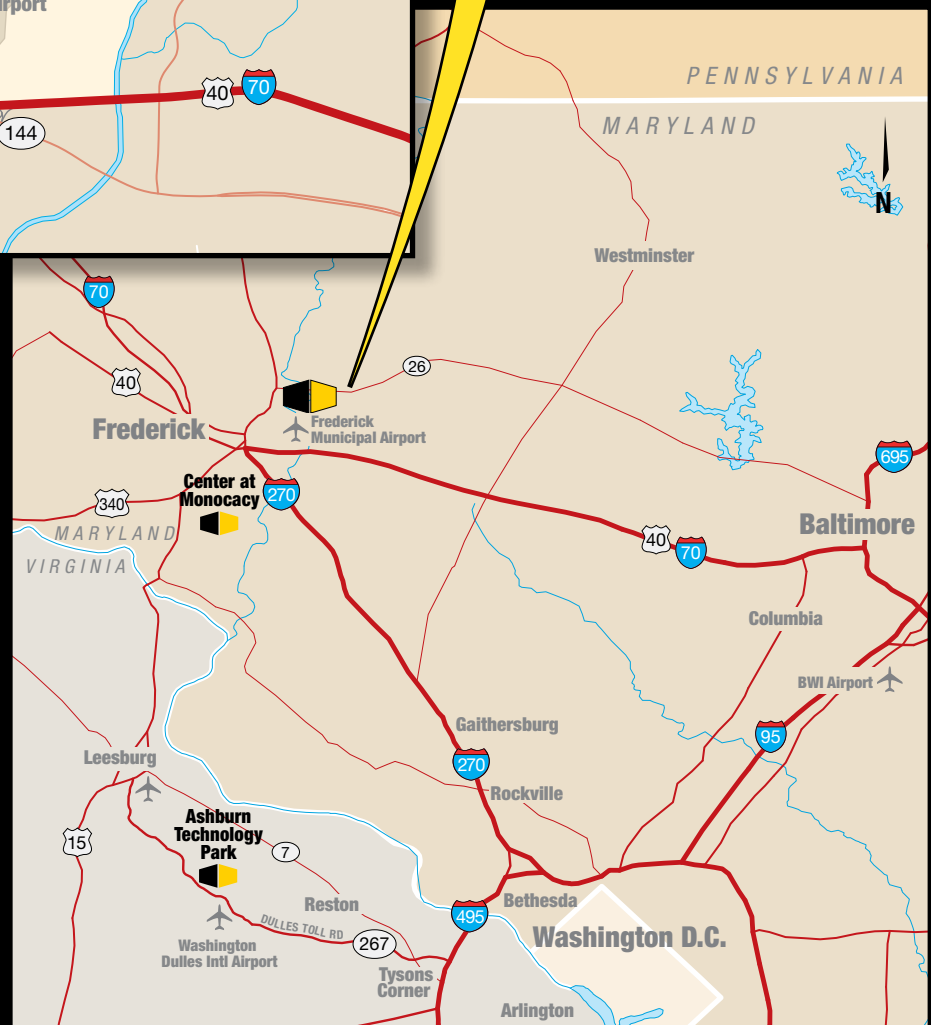 40
70
144
PENNSYLVANIA
MARYLAND
N
Westminster
70
26
40
Frederick
Frederick
Municipal Airport
695
Center at
Monocacy
270
340
Baltimore
MARYLAND
VIRGINIA
40
70
Columbia
BWI Airport
Gaithersburg
95
Leesburg
270
Rockville
Ashburn
Technology
Park
15
7
Bethesda
Reston
495
DULLES TOLL RD
Washington D.C.
267
Washington
Dulles Intl Airport
Tysons
Corner
Arlington